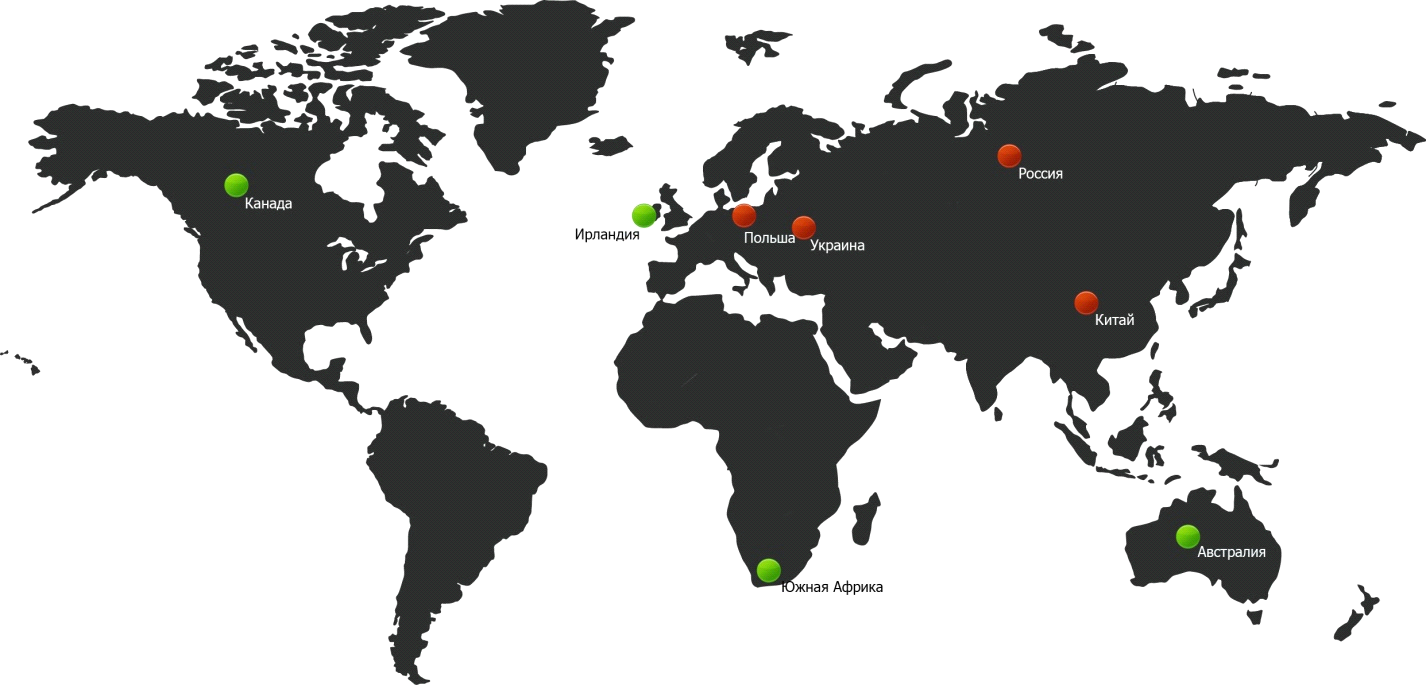 Россия
Канада
Ирландия
Польша
Украина
Китай
Австралия
Южная Африка